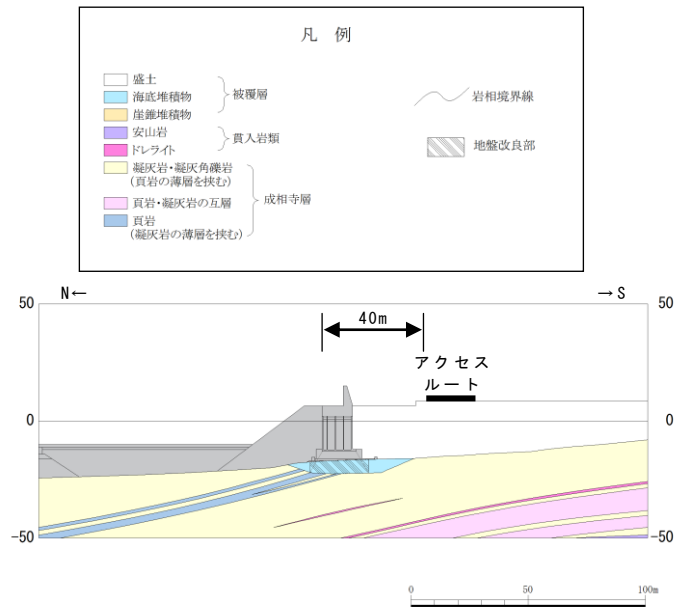 凡 例
盛土
海底堆積物
崖錐堆積物
被覆層
安山岩
ドレライト
貫入岩類
凝灰岩・凝灰角礫岩
(頁岩の薄層を挟む)
頁岩・凝灰岩の互層
頁岩
(凝灰岩の薄層を挟む)
成相寺層
岩相境界線
地盤改良部
N←
→S
50
50
40m
アクセス
ルート
0
0
-50
-50
0
50
100m